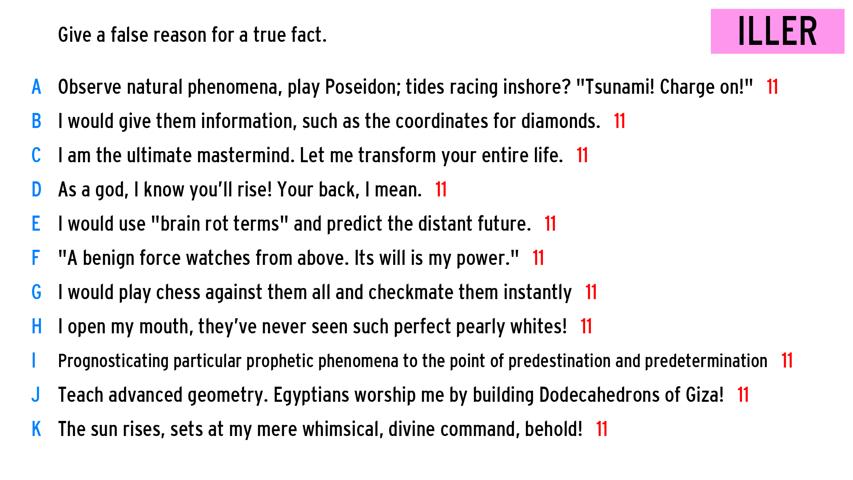 Give a false reason for a true fact.
ILLER
A Observe natural phenomena, play Poseidon; tides racing inshore? "Tsunami! Charge on!" 11
B I would give them information, such as the coordinates for diamonds. 11
C I am the ultimate mastermind. Let me transform your entire life. 11
D As a god, I know you'll rise! Your back, I mean. 11
E I would use "brain rot terms" and predict the distant future. 11
F "A benign force watches from above. Its will is my power." 11
G I would play chess against them all and checkmate them instantly 11
H I open my mouth, they've never seen such perfect pearly whites! 11
I Prognosticating particular prophetic phenomena to the point of predestination and predetermination 11
J Teach advanced geometry. Egyptians worship me by building Dodecahedrons of Giza! 11
K The sun rises, sets at my mere whimsical, divine command, behold! 11